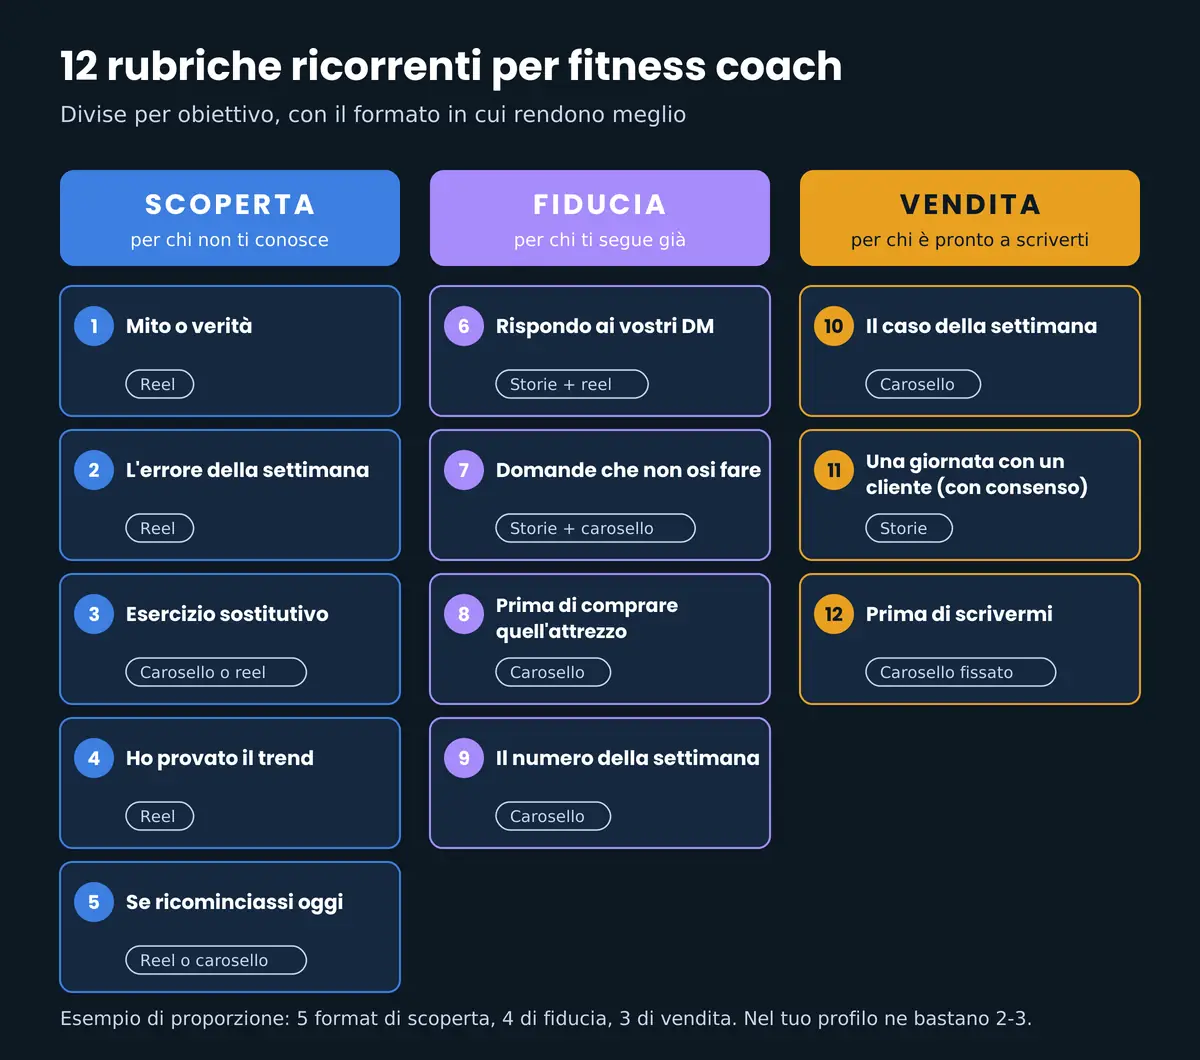 12 rubriche ricorrenti per fitness coach
Divise per obiettivo, con il formato in cui rendono meglio
SCOPERTA
per chi non ti conosce
1 Mito o verità
Reel
2 L'errore della settimana
Reel
3 Esercizio sostitutivo
Carosello o reel
4 Ho provato il trend
Reel
5 Se ricominciassi oggi
Reel o carosello
FIDUCIA
per chi ti segue già
6 Rispondo ai vostri DM
Storie + reel
7 Domande che non osi fare
Storie + carosello
8 Prima di comprare
quell'attrezzo
Carosello
9 Il numero della settimana
Carosello
VENDITA
per chi è pronto a scriverti
10 Il caso della settimana
Carosello
11 Una giornata con un
cliente (con consenso)
Storie
12 Prima di scrivermi
Carosello fissato
Esempio di proporzione: 5 format di scoperta, 4 di fiducia, 3 di vendita. Nel tuo profilo ne bastano 2-3.